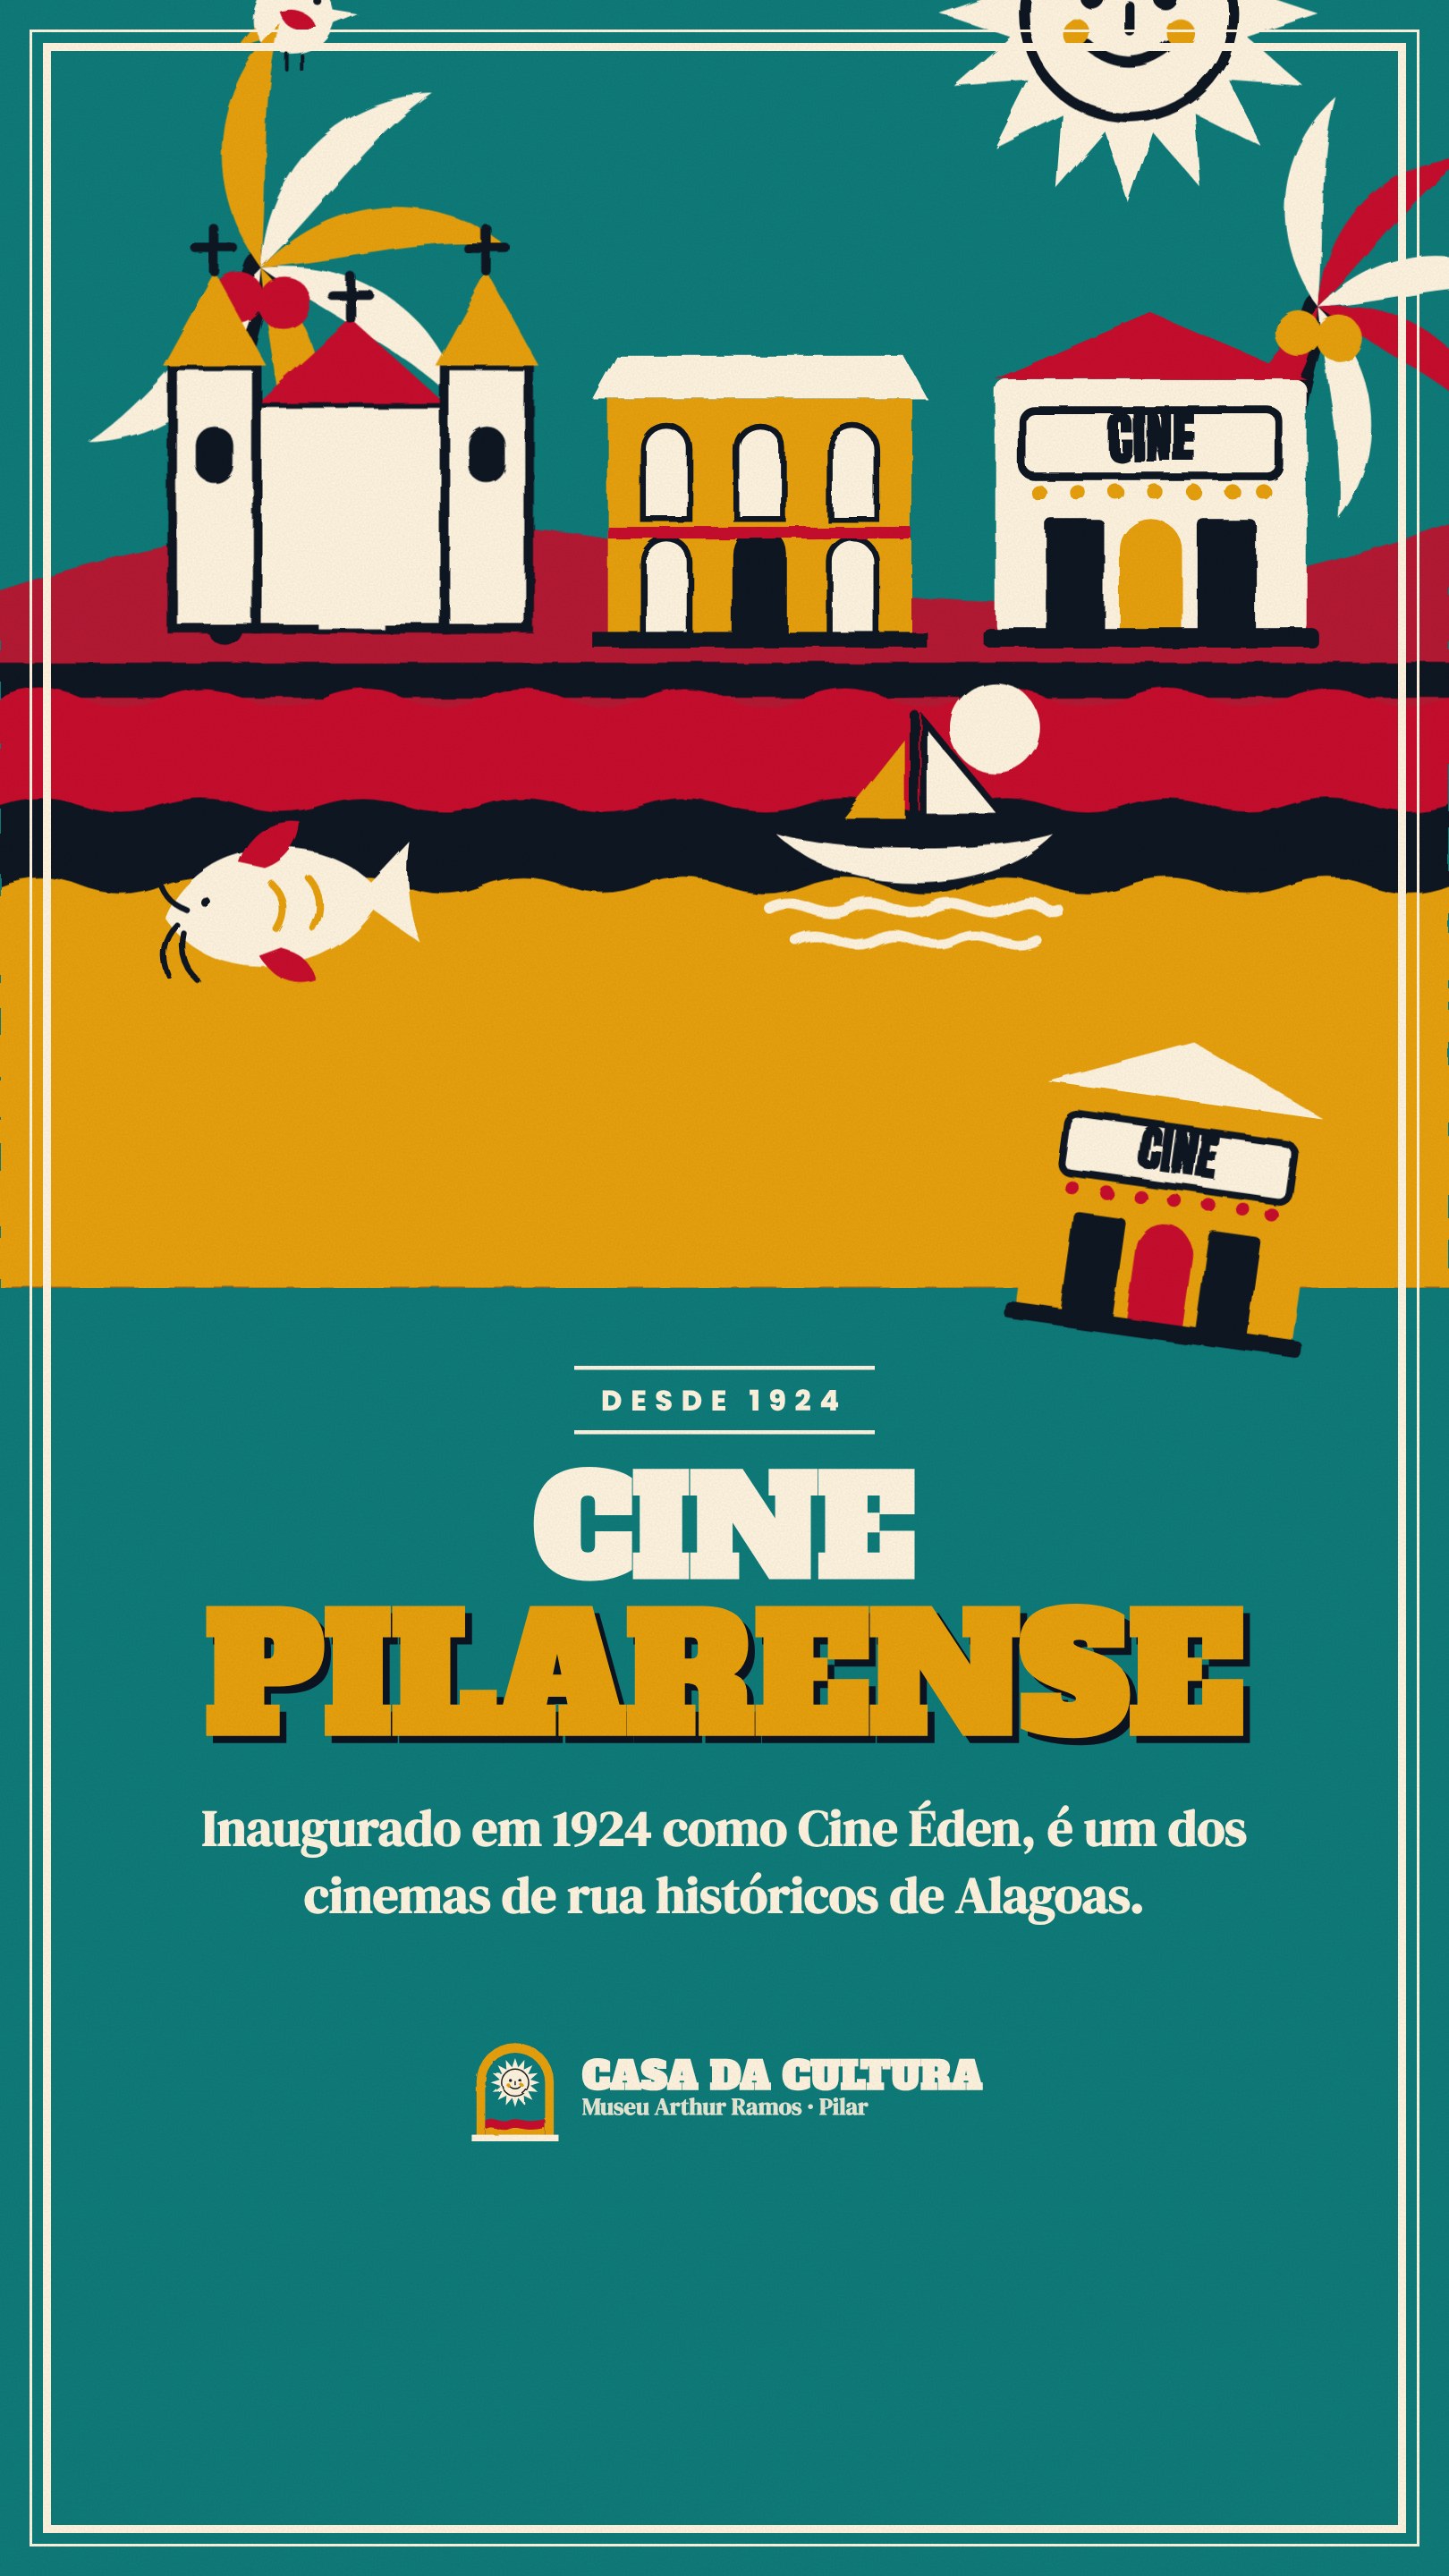 CINE
CINE
DESDE 1924
CINE
PILARENSE
Inaugurado em 1924 como Cine Éden, é um dos
cinemas de rua históricos de Alagoas.
CASA DA CULTURA
Museu Arthur Ramos • Pilar